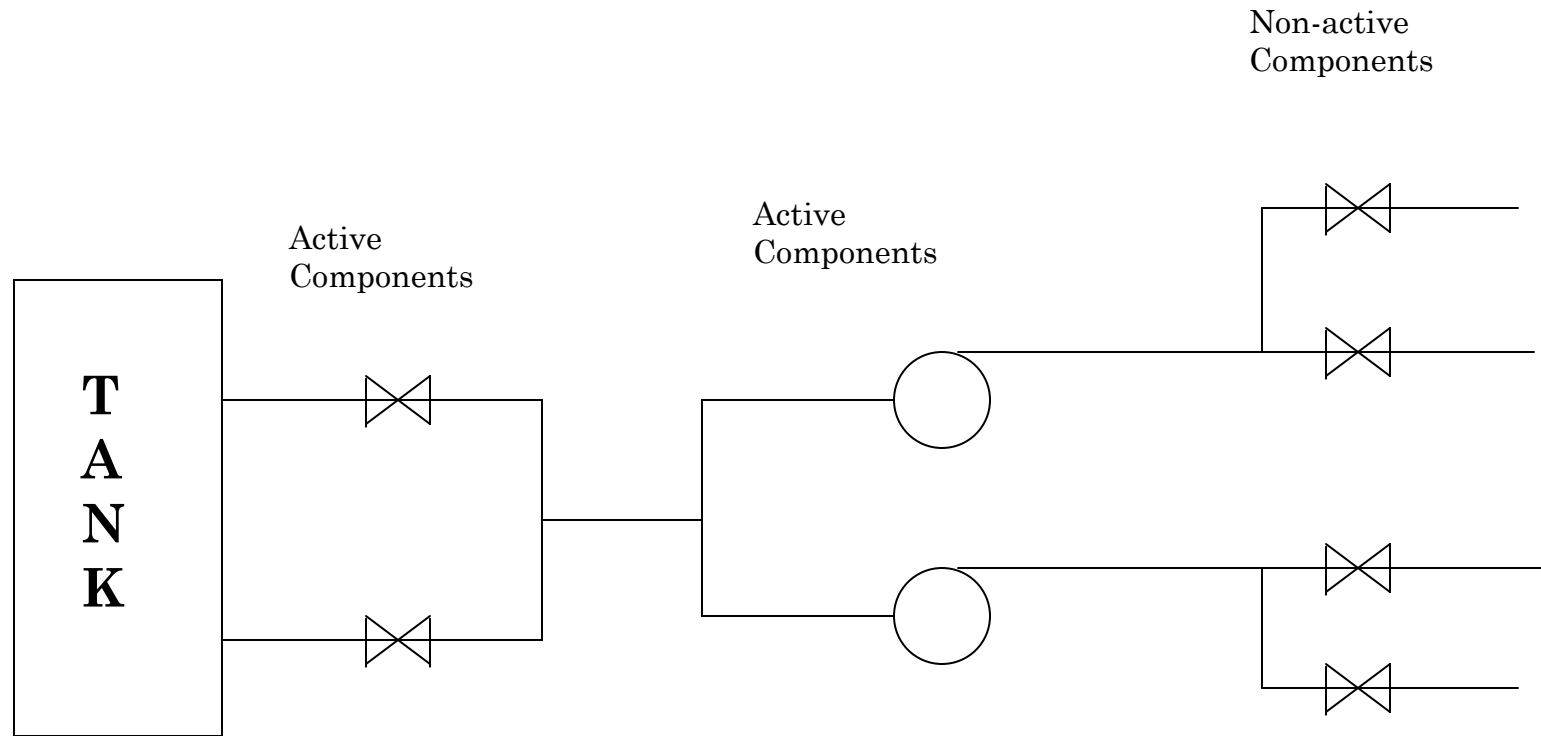 Non-active
Components
Active
Components
Active
Components
T
A
N
K